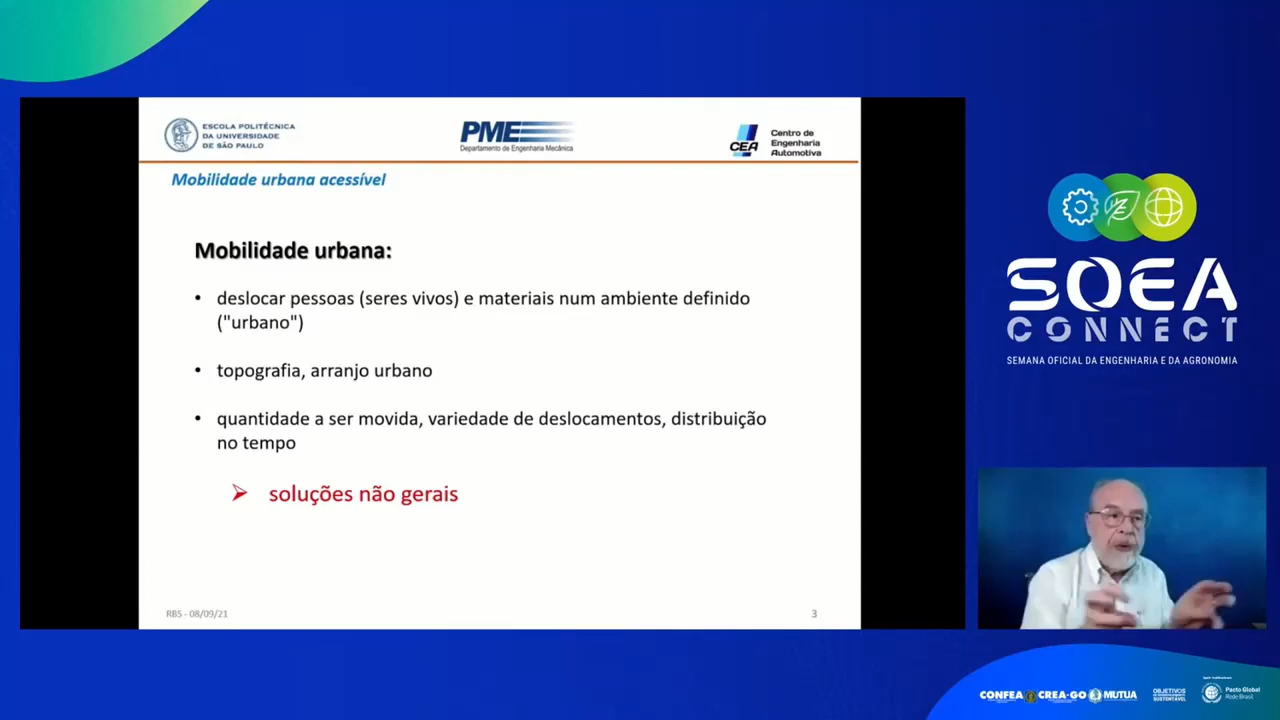 ESCOLA POLITÉCNICA
DA UNIVERSIDADE
DE SÃO PAULO
PME
Departamento de Engenharia Mecânica
CEA
Centro de
Engenharia
Automotiva
Mobilidade urbana acessível
Mobilidade urbana:
• deslocar pessoas (seres vivos) e materiais num ambiente definido
("urbano")
• topografia, arranjo urbano
• quantidade a ser movida, variedade de deslocamentos, distribuição
no tempo
➢ soluções não gerais
RBS - 08/09/21
3
SOEA
CONNECT
SEMANA OFICIAL DA ENGENHARIA E DA AGRONOMIA
CONFEA
CREA-GO
MUTUA
OBJETIVOS
SUSTENTÁVEL
Pacto Global
Rede Brasil